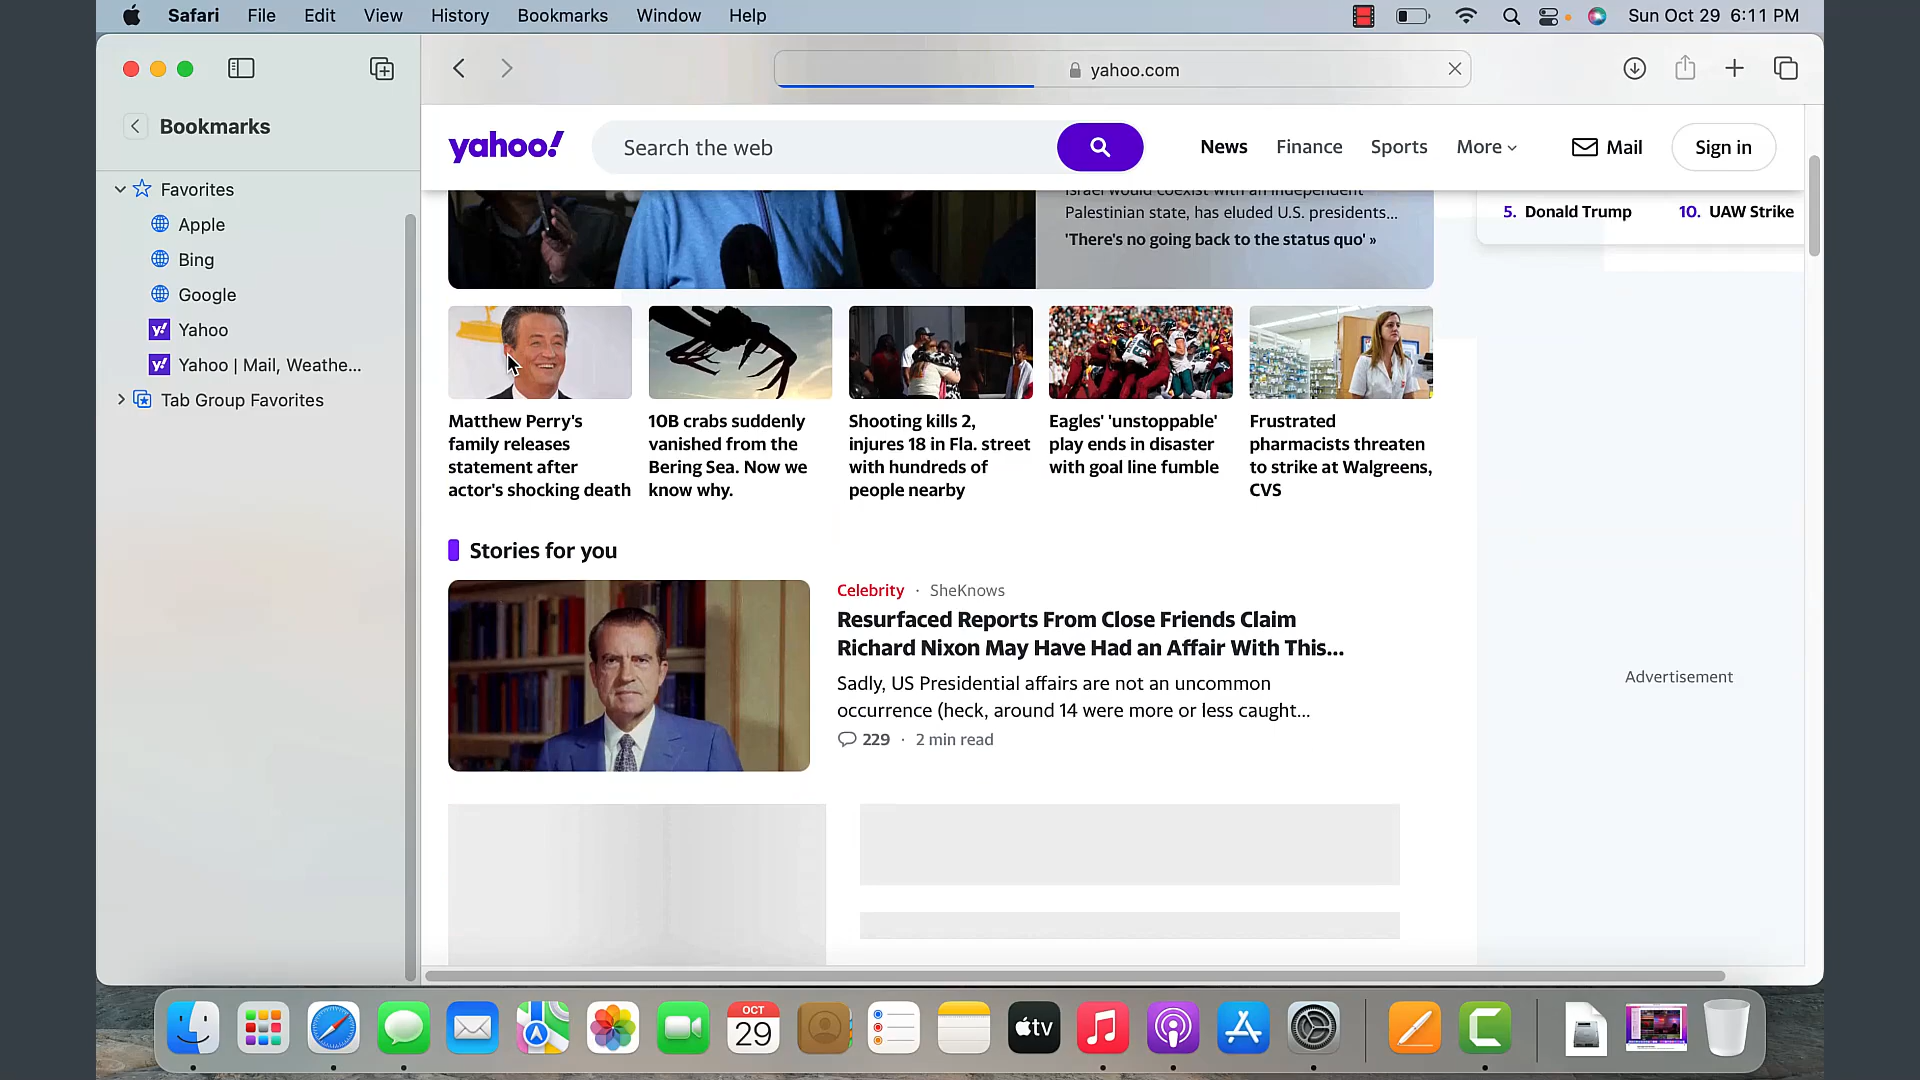 Safari File Edit View History Bookmarks Window Help Sun Oct 29 6:11 PM
yahoo.com
Bookmarks
Favorites
Apple
Bing
Google
Yahoo
Yahoo | Mail, Weathe...
Tab Group Favorites
yahoo! Search the web News Finance Sports More Mail Sign in
Israel would coexist with an independent
Palestinian state, has eluded U.S. presidents...
'There's no going back to the status quo' »
5. Donald Trump 10. UAW Strike
Matthew Perry's
family releases
statement after
actor's shocking death
10B crabs suddenly
vanished from the
Bering Sea. Now we
know why.
Shooting kills 2,
injures 18 in Fla. street
with hundreds of
people nearby
Eagles' 'unstoppable'
play ends in disaster
with goal line fumble
Frustrated
pharmacists threaten
to strike at Walgreens,
CVS
Stories for you
Celebrity · SheKnows
Resurfaced Reports From Close Friends Claim
Richard Nixon May Have Had an Affair With This...
Sadly, US Presidential affairs are not an uncommon
occurrence (heck, around 14 were more or less caught...
229 · 2 min read
Advertisement
OCT
29
tv